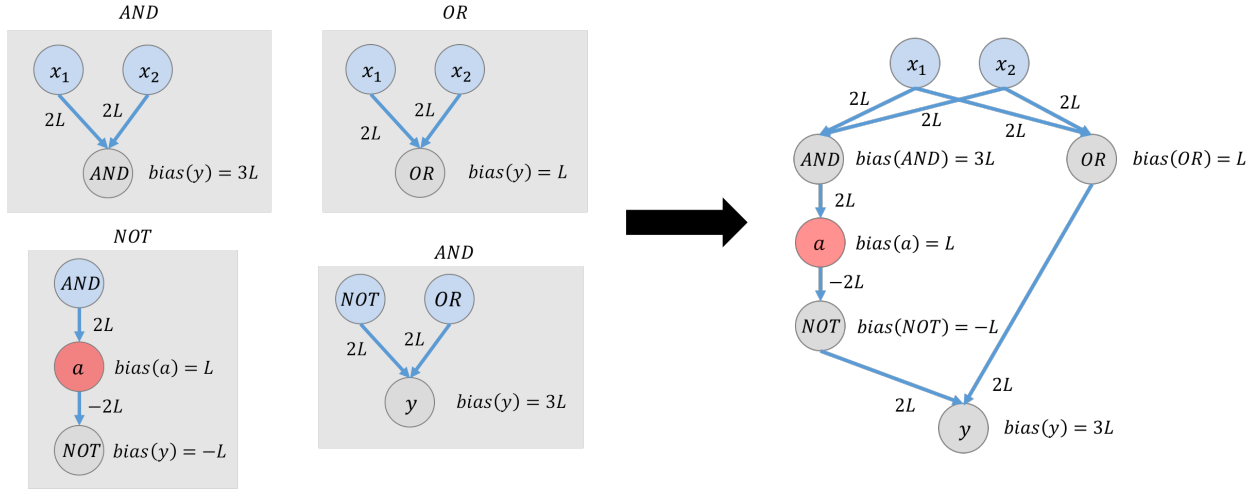 AND
x₁ x₂
2L 2L
AND bias(y) = 3L
OR
x₁ x₂
2L 2L
OR bias(y) = L
NOT
AND
2L
a bias(a) = L
−2L
NOT bias(y) = −L
AND
NOT OR
2L 2L
y bias(y) = 3L
x₁ x₂
2L 2L 2L 2L
AND bias(AND) = 3L OR bias(OR) = L
2L
a bias(a) = L
−2L
NOT bias(NOT) = −L
2L 2L
y bias(y) = 3L